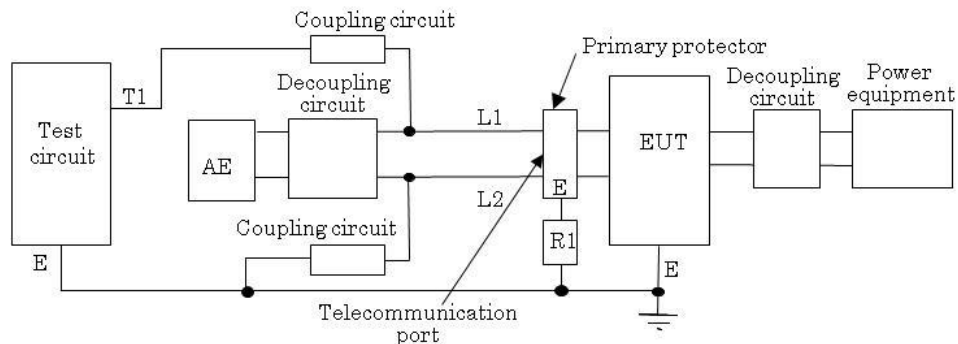 Coupling circuit
Primary protector
T1
Decoupling
circuit
Decoupling
circuit
Power
equipment
Test
circuit
AE
L1
EUT
L2
E
Coupling circuit
R1
E
E
Telecommunication
port